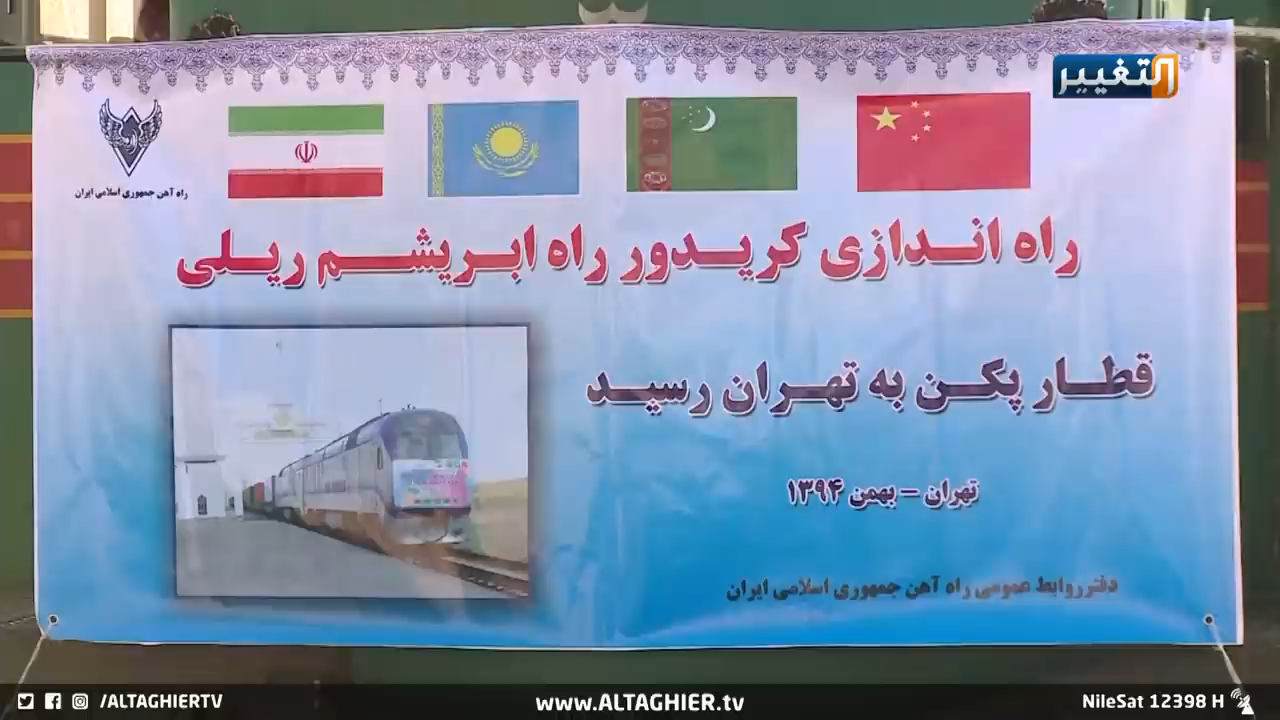 التغيير
راه آهن جمهوری اسلامی ایران
راه اندازی کریدور راه ابریشم ریلی
قطار پکن به تهران رسید
تهران – بهمن ۱۳۹۴
دفتر روابط عمومی راه آهن جمهوری اسلامی ایران
/ALTAGHIERTV
www.ALTAGHIER.tv
NileSat 12398 H